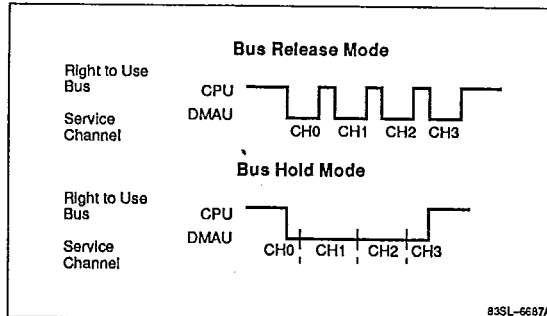 Bus Release Mode
Right to Use
Bus
CPU
Service
Channel
DMAU
CH0 CH1 CH2 CH3
Bus Hold Mode
Right to Use
Bus
CPU
Service
Channel
DMAU
CH0 CH1 CH2 CH3
83SL-6687A